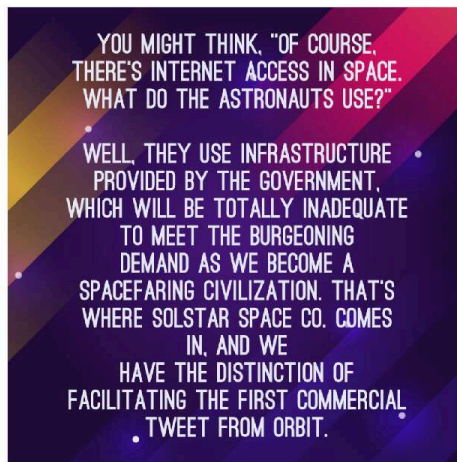 YOU MIGHT THINK, "OF COURSE,
THERE'S INTERNET ACCESS IN SPACE.
WHAT DO THE ASTRONAUTS USE?"
WELL, THEY USE INFRASTRUCTURE
PROVIDED BY THE GOVERNMENT,
WHICH WILL BE TOTALLY INADEQUATE
TO MEET THE BURGEONING
DEMAND AS WE BECOME A
SPACEFARING CIVILIZATION. THAT'S
WHERE SOLSTAR SPACE CO. COMES
IN, AND WE
HAVE THE DISTINCTION OF
FACILITATING THE FIRST COMMERCIAL
TWEET FROM ORBIT.